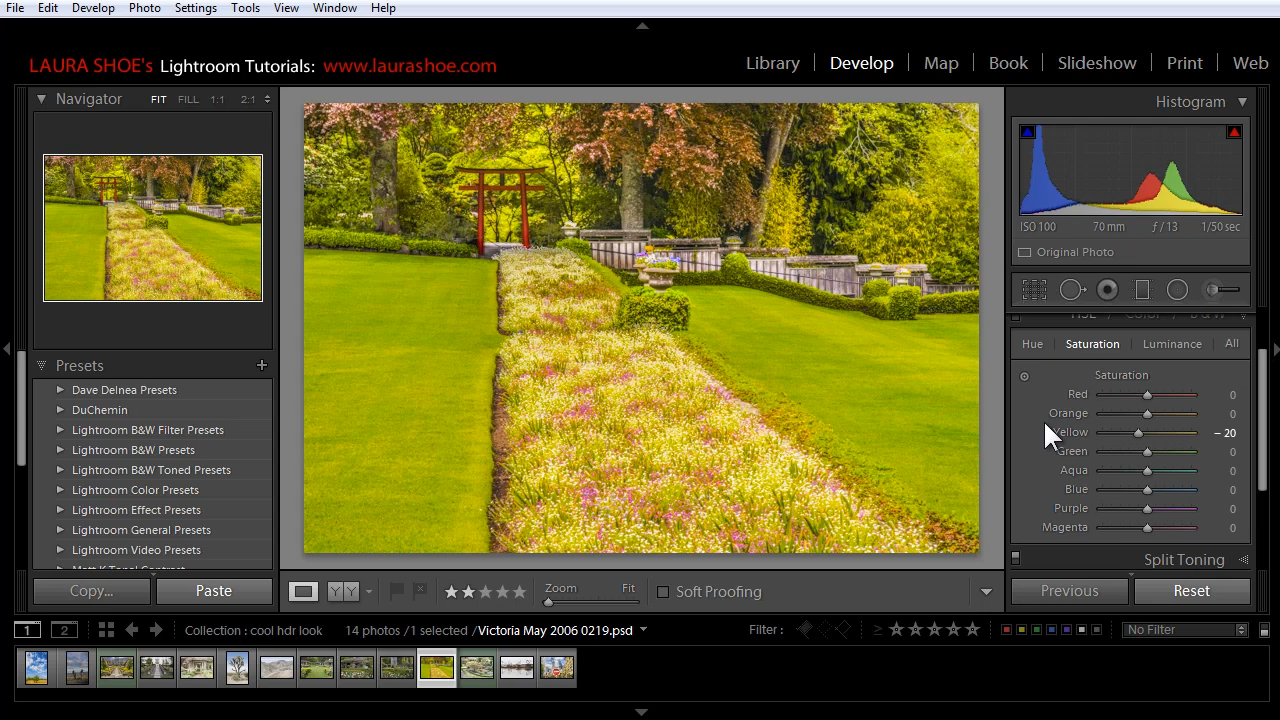 File Edit Develop Photo Settings Tools View Window Help
LAURA SHOE's Lightroom Tutorials: www.laurashoe.com
Library Develop Map Book Slideshow Print Web
Navigator FIT FILL 1:1 2:1
Histogram
ISO 100 70 mm ƒ / 13 1/50 sec
Original Photo
HSL / COLOR / B & W
Hue Saturation Luminance All
Saturation
Red 0
Orange 0
Yellow – 20
Green 0
Aqua 0
Blue 0
Purple 0
Magenta 0
Split Toning
Previous Reset
Presets +
Dave Delnea Presets
DuChemin
Lightroom B&W Filter Presets
Lightroom B&W Presets
Lightroom B&W Toned Presets
Lightroom Color Presets
Lightroom Effect Presets
Lightroom General Presets
Lightroom Video Presets
Copy... Paste
Y Y Zoom Fit Soft Proofing
1 2 Collection : cool hdr look 14 photos /1 selected /Victoria May 2006 0219.psd Filter : ≥ No Filter